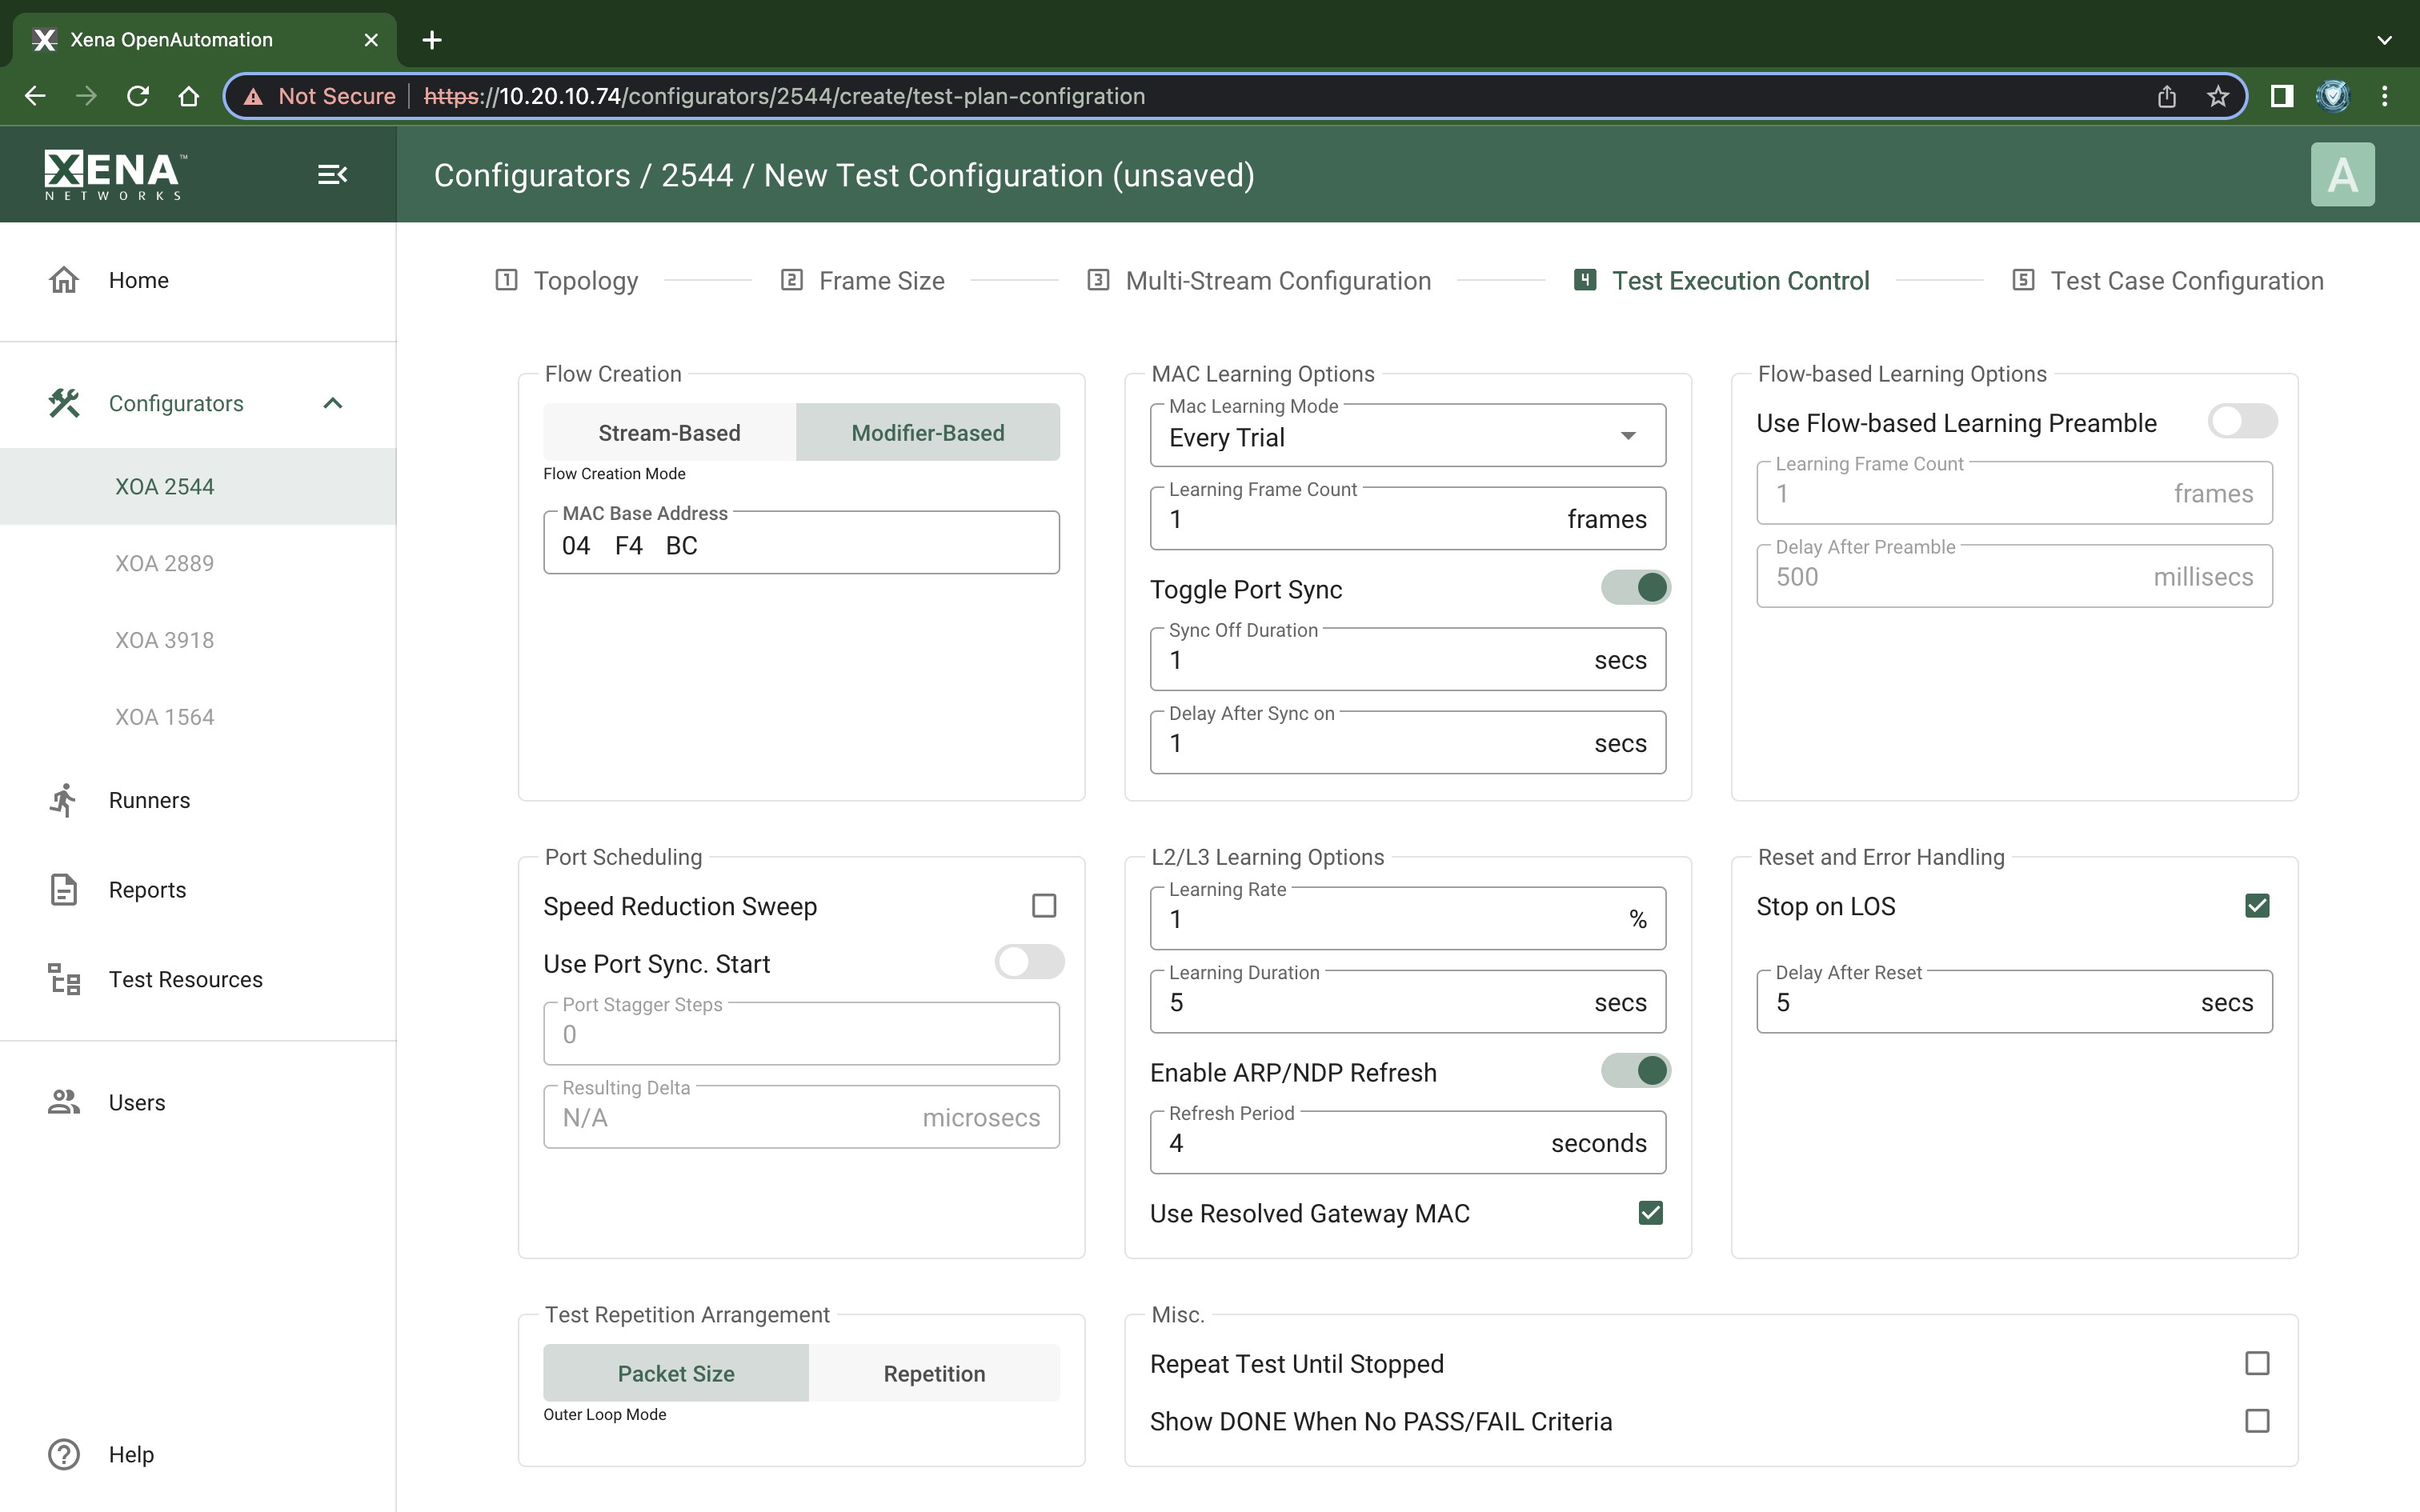 Xena OpenAutomation
Not Secure https://10.20.10.74/configurators/2544/create/test-plan-configration
XENA™
NETWORKS
Configurators / 2544 / New Test Configuration (unsaved)
A
Home
Configurators
XOA 2544
XOA 2889
XOA 3918
XOA 1564
Runners
Reports
Test Resources
Users
Help
1 Topology 2 Frame Size 3 Multi-Stream Configuration 4 Test Execution Control 5 Test Case Configuration
Flow Creation
Stream-Based Modifier-Based
Flow Creation Mode
MAC Base Address
04 F4 BC
MAC Learning Options
Mac Learning Mode
Every Trial
Learning Frame Count
1 frames
Toggle Port Sync
Sync Off Duration
1 secs
Delay After Sync on
1 secs
Flow-based Learning Options
Use Flow-based Learning Preamble
Learning Frame Count
1 frames
Delay After Preamble
500 millisecs
Port Scheduling
Speed Reduction Sweep
Use Port Sync. Start
Port Stagger Steps
0
Resulting Delta
N/A microsecs
L2/L3 Learning Options
Learning Rate
1 %
Learning Duration
5 secs
Enable ARP/NDP Refresh
Refresh Period
4 seconds
Use Resolved Gateway MAC
Reset and Error Handling
Stop on LOS
Delay After Reset
5 secs
Test Repetition Arrangement
Packet Size Repetition
Outer Loop Mode
Misc.
Repeat Test Until Stopped
Show DONE When No PASS/FAIL Criteria